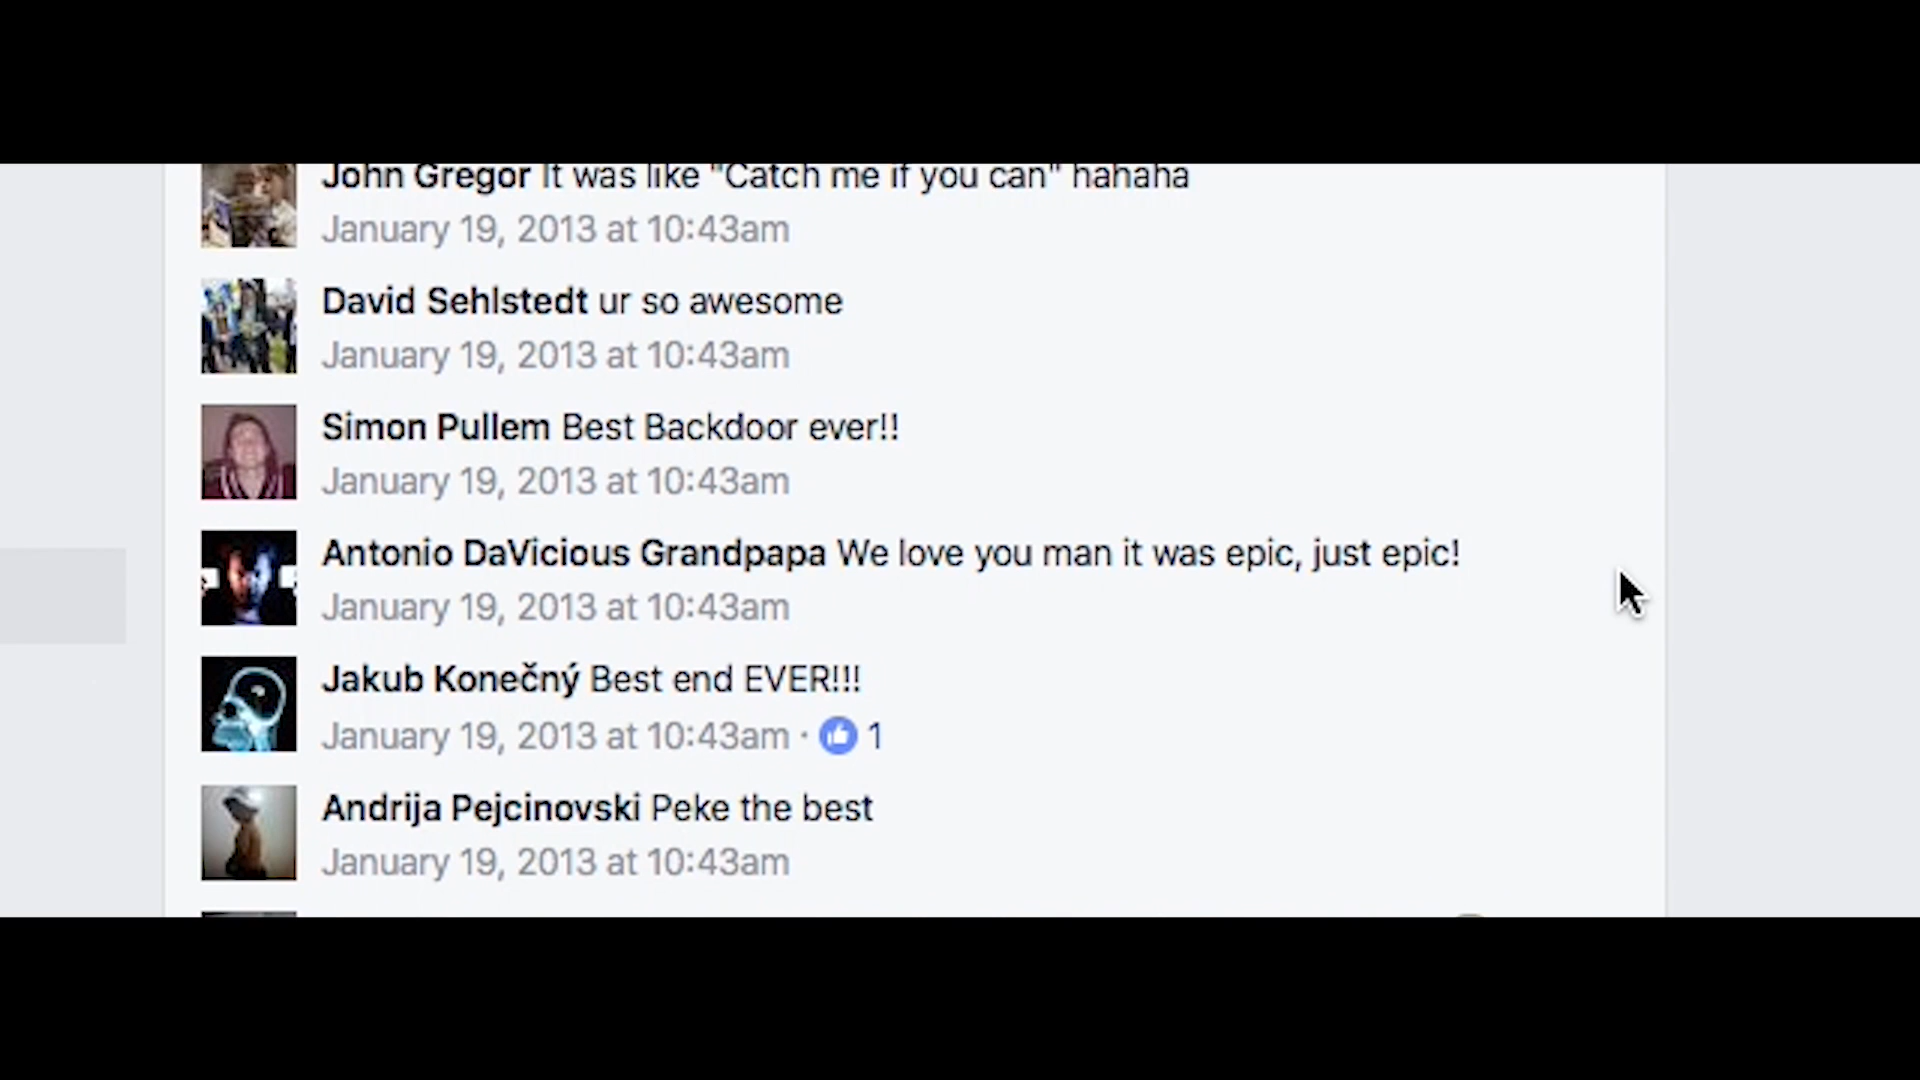 John Gregor It was like "Catch me if you can" hahaha
January 19, 2013 at 10:43am
David Sehlstedt ur so awesome
January 19, 2013 at 10:43am
Simon Pullem Best Backdoor ever!!
January 19, 2013 at 10:43am
Antonio DaVicious Grandpapa We love you man it was epic, just epic!
January 19, 2013 at 10:43am
Jakub Konečný Best end EVER!!!
January 19, 2013 at 10:43am · 1
Andrija Pejcinovski Peke the best
January 19, 2013 at 10:43am